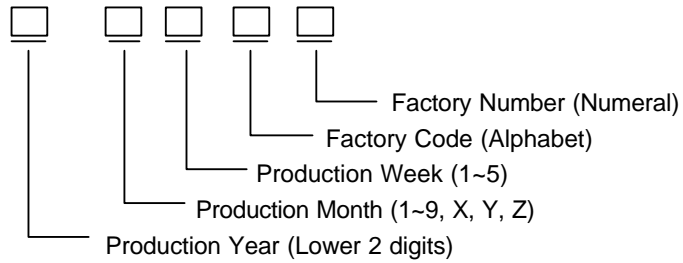 Factory Number (Numeral)
Factory Code (Alphabet)
Production Week (1~5)
Production Month (1~9, X, Y, Z)
Production Year (Lower 2 digits)